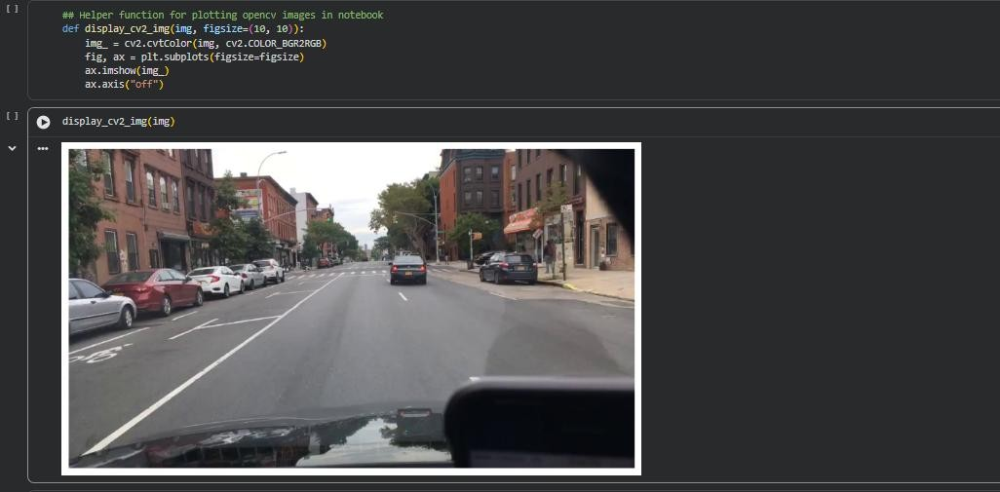 [ ]
## Helper function for plotting opencv images in notebook
def display_cv2_img(img, figsize=(10, 10)):
    img_ = cv2.cvtColor(img, cv2.COLOR_BGR2RGB)
    fig, ax = plt.subplots(figsize=figsize)
    ax.imshow(img_)
    ax.axis("off")
[ ]
display_cv2_img(img)